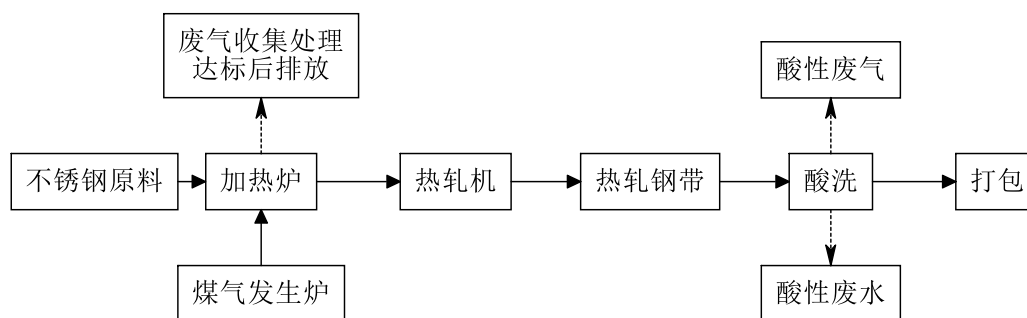 废气收集处理
达标后排放
酸性废气
不锈钢原料
加热炉
热轧机
热轧钢带
酸洗
打包
煤气发生炉
酸性废水